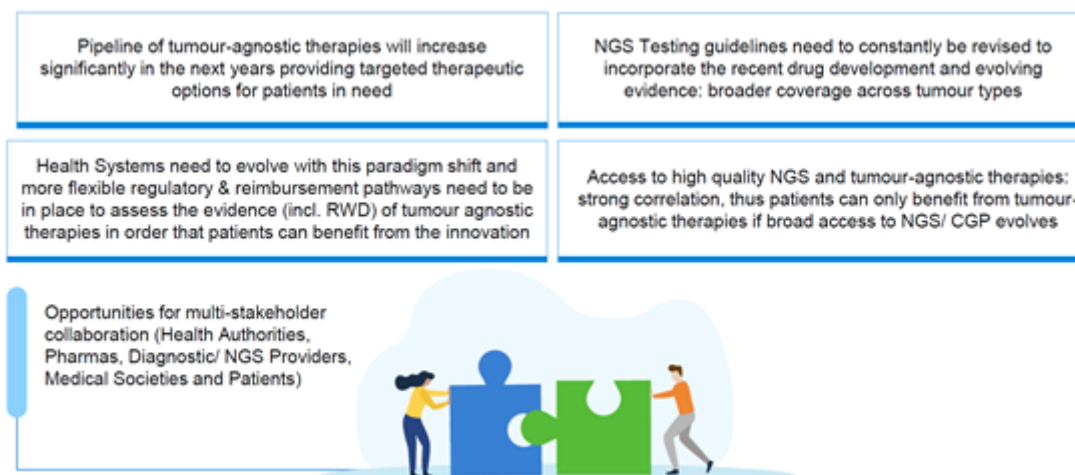 Pipeline of tumour-agnostic therapies will increase
significantly in the next years providing targeted therapeutic
options for patients in need
NGS Testing guidelines need to constantly be revised to
incorporate the recent drug development and evolving
evidence: broader coverage across tumour types
Health Systems need to evolve with this paradigm shift and
more flexible regulatory & reimbursement pathways need to be
in place to assess the evidence (incl. RWD) of tumour agnostic
therapies in order that patients can benefit from the innovation
Access to high quality NGS and tumour-agnostic therapies:
strong correlation, thus patients can only benefit from tumour-
agnostic therapies if broad access to NGS/ CGP evolves
Opportunities for multi-stakeholder
collaboration (Health Authorities,
Pharmas, Diagnostic/ NGS Providers,
Medical Societies and Patients)